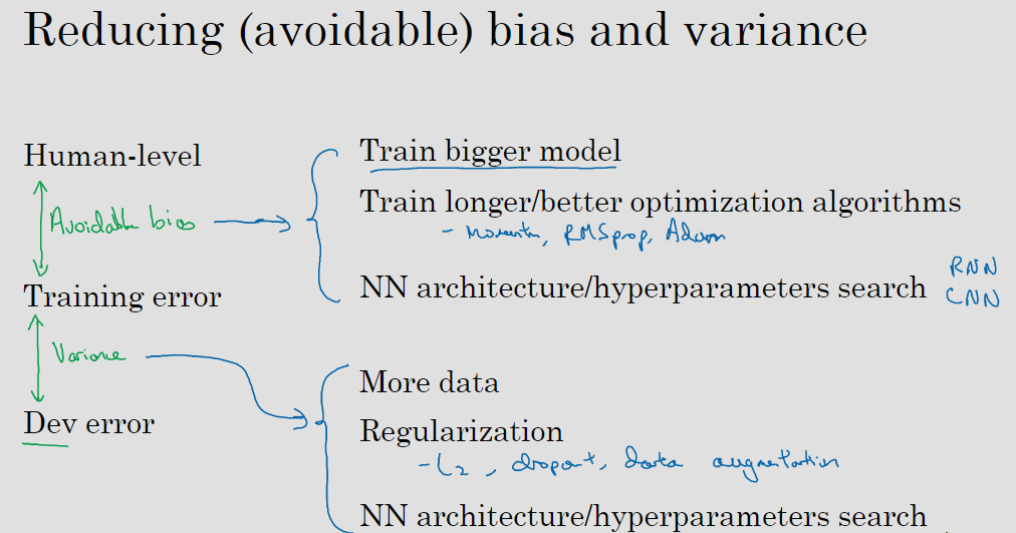 Reducing (avoidable) bias and variance
Human-level
Avoidable bias
Training error
Variance
Dev error
Train bigger model
Train longer/better optimization algorithms
- Momentum, RMSprop, Adam
NN architecture/hyperparameters search
RNN
CNN
More data
Regularization
- L2, dropout, data augmentation
NN architecture/hyperparameters search